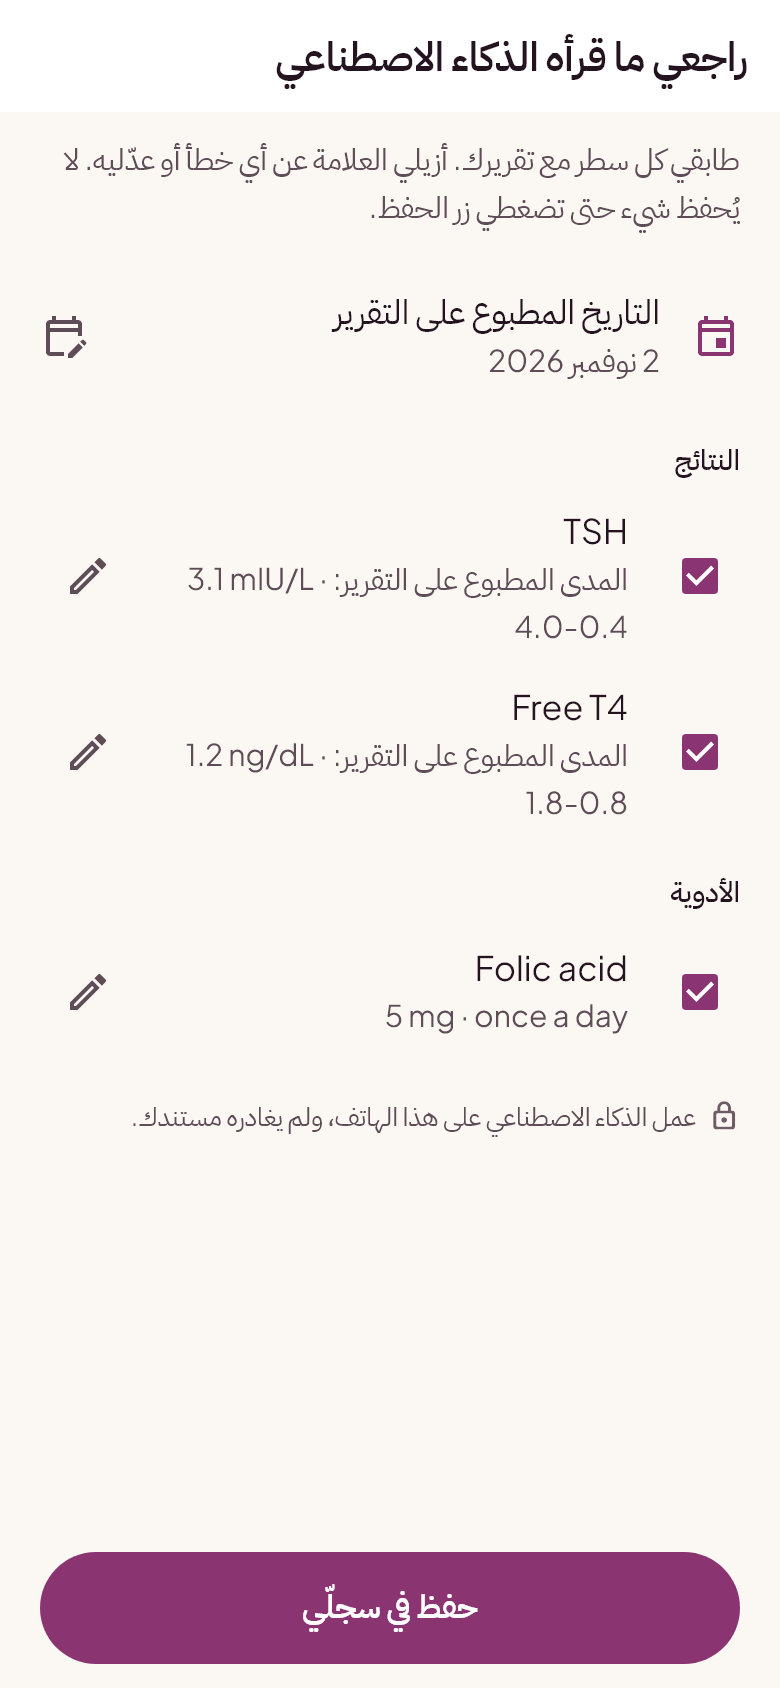 راجعي ما قرأه الذكاء الاصطناعي
طابقي كل سطر مع تقريرك. أزيلي العلامة عن أي خطأ أو عدّليه. لا
يُحفظ شيء حتى تضغطي زر الحفظ.
التاريخ المطبوع على التقرير
2 نوفمبر 2026
النتائج
TSH
3.1 mIU/L · المدى المطبوع على التقرير:
4.0-0.4
Free T4
1.2 ng/dL · المدى المطبوع على التقرير:
1.8-0.8
الأدوية
Folic acid
5 mg · once a day
عمل الذكاء الاصطناعي على هذا الهاتف، ولم يغادره مستندك.
حفظ في سجلّي